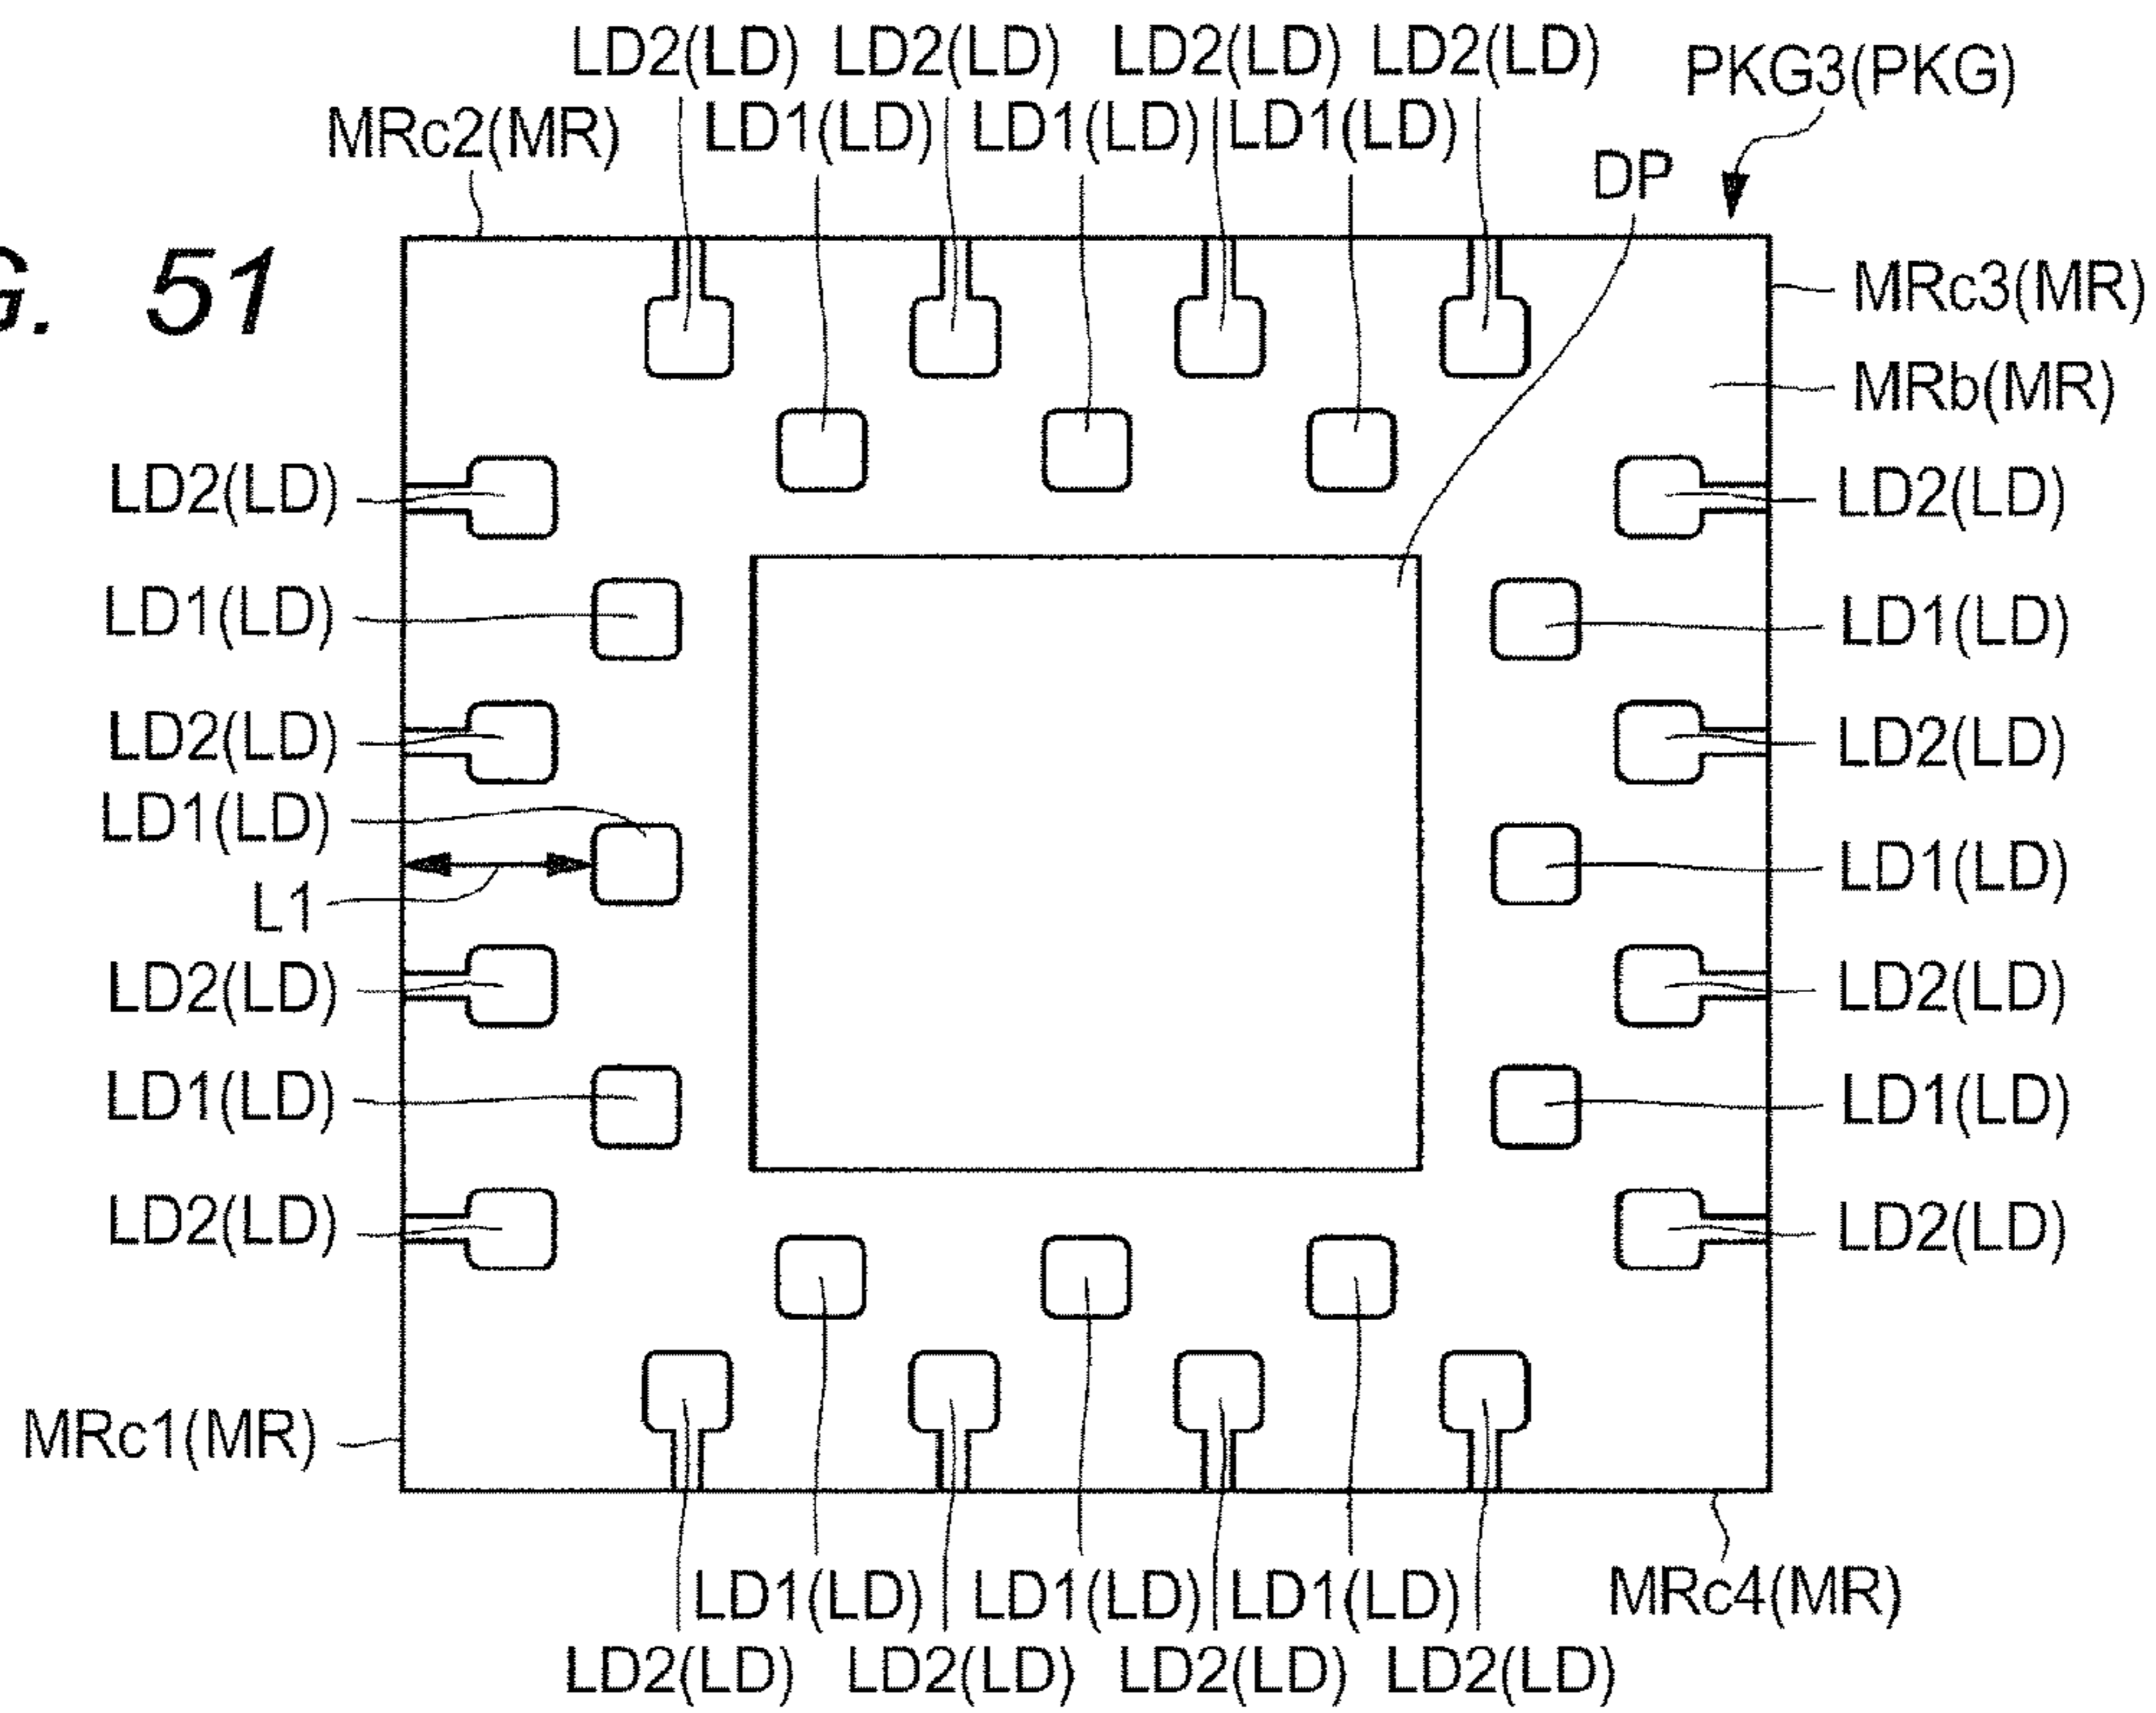 LD2(LD) LD2(LD) LD2(LD) LD2(LD) PKG3(PKG)
MRc2(MR) LD1(LD) LD1(LD) LD1(LD)
DP
G. 51
MRc3(MR)
MRb(MR)
LD2(LD) LD2(LD)
LD1(LD) LD1(LD)
LD2(LD) LD2(LD)
LD1(LD) LD1(LD)
L1
LD2(LD) LD2(LD)
LD1(LD) LD1(LD)
LD2(LD) LD2(LD)
MRc1(MR)
LD1(LD) LD1(LD) LD1(LD) MRc4(MR)
LD2(LD) LD2(LD) LD2(LD) LD2(LD)